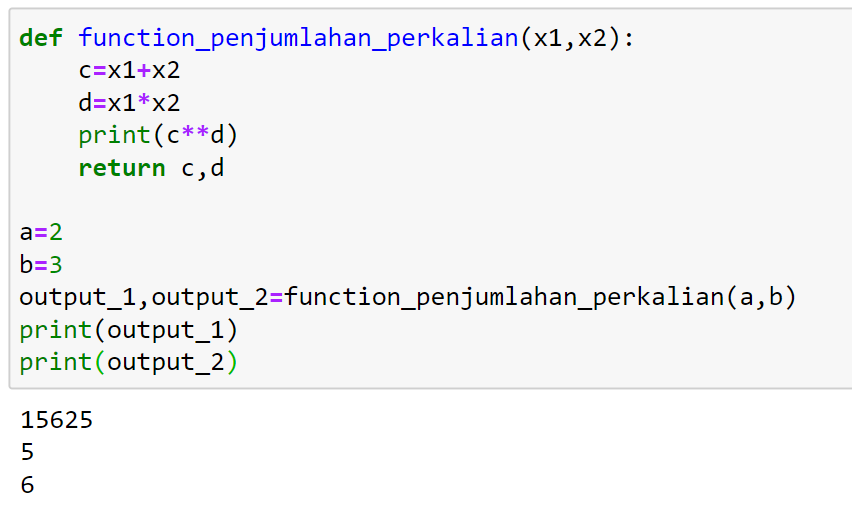 def function_penjumlahan_perkalian(x1,x2):
    c=x1+x2
    d=x1*x2
    print(c**d)
    return c,d

a=2
b=3
output_1,output_2=function_penjumlahan_perkalian(a,b)
print(output_1)
print(output_2)
15625
5
6